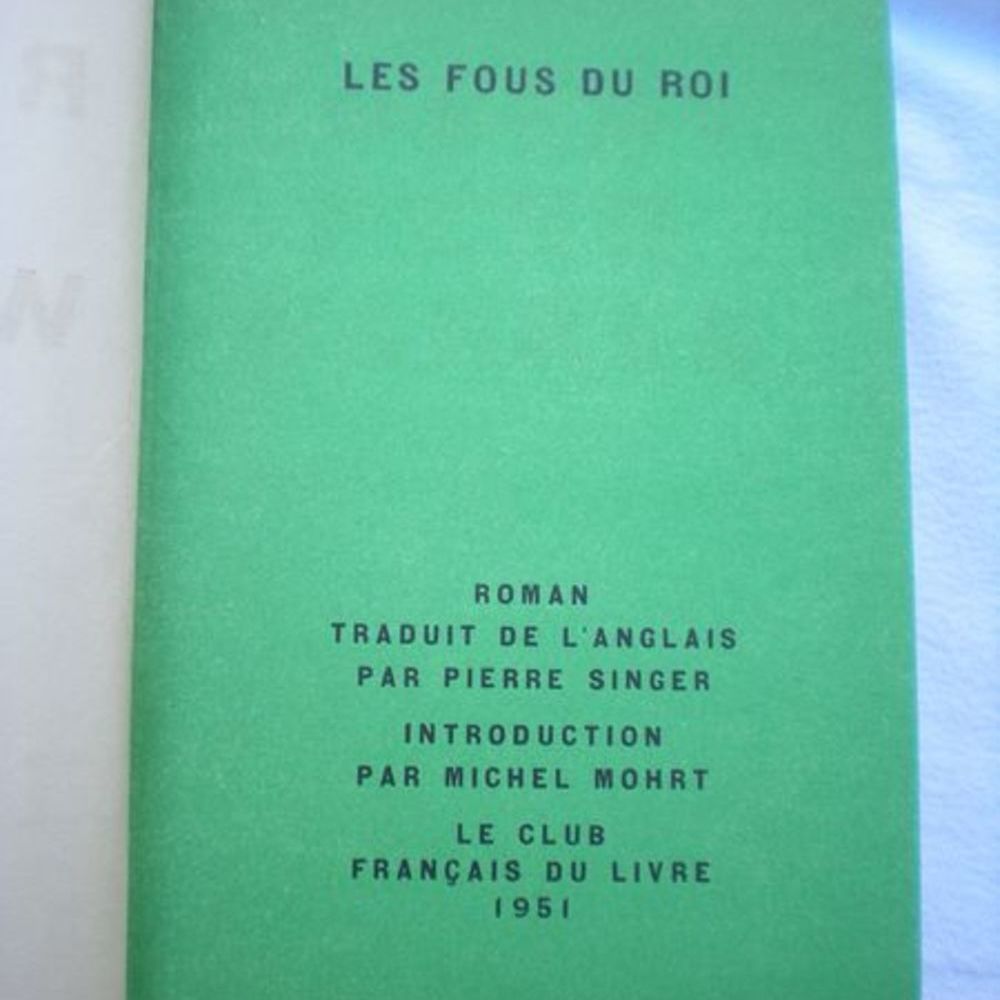 LES FOUS DU ROI
ROMAN
TRADUIT DE L'ANGLAIS
PAR PIERRE SINGER
INTRODUCTION
PAR MICHEL MOHRT
LE CLUB
FRANÇAIS DU LIVRE
1951